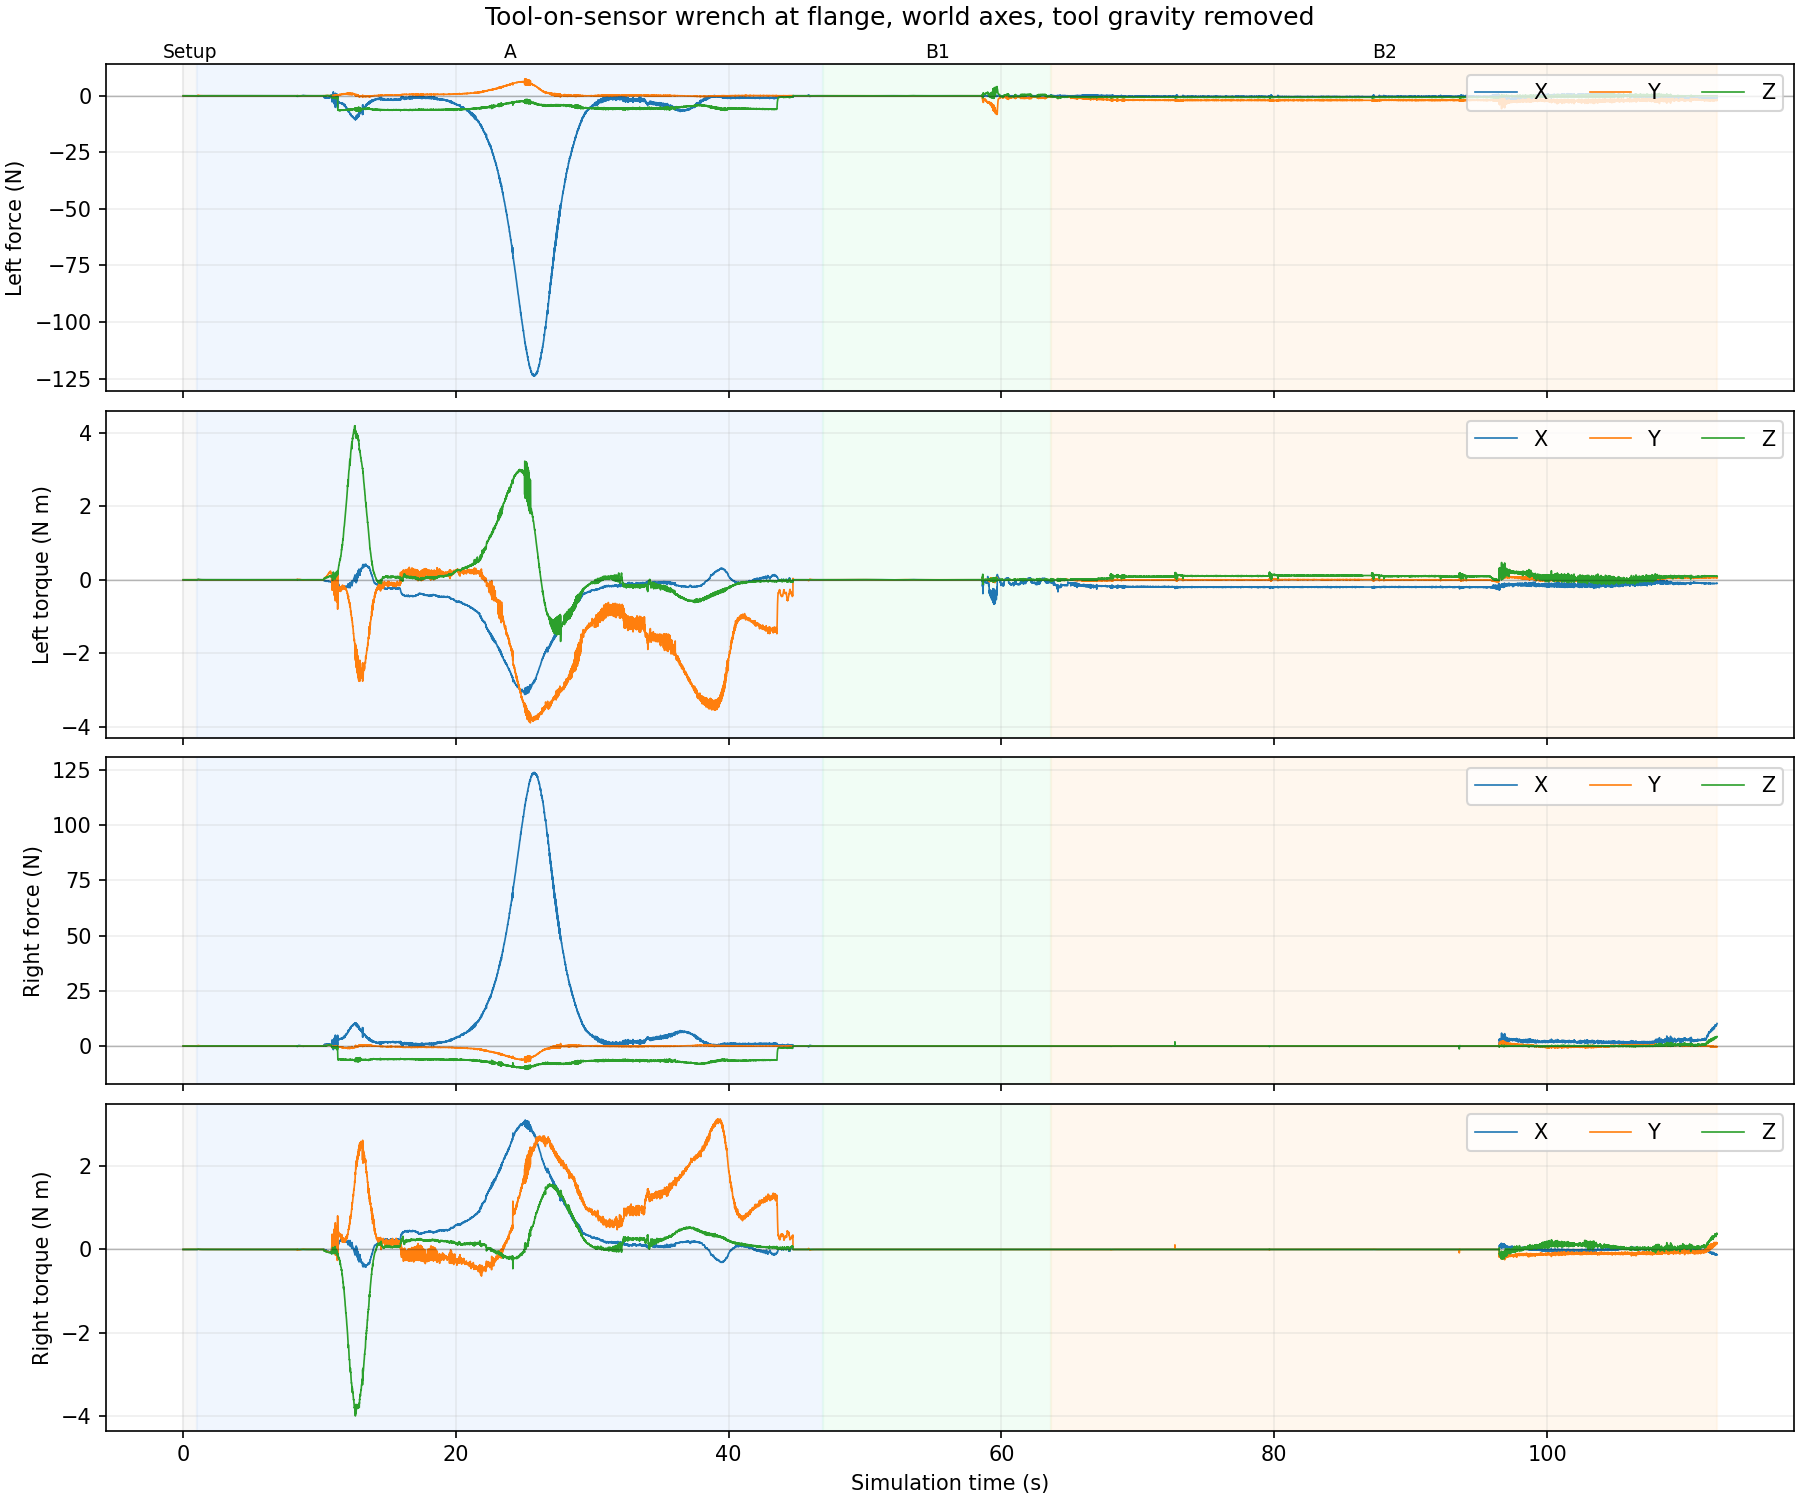 Tool-on-sensor wrench at flange, world axes, tool gravity removed
Setup A B1 B2
Left force (N)
0
−25
−50
−75
−100
−125
X Y Z
Left torque (N m)
4
2
0
−2
−4
X Y Z
Right force (N)
125
100
75
50
25
0
X Y Z
Right torque (N m)
2
0
−2
−4
X Y Z
0 20 40 60 80 100
Simulation time (s)